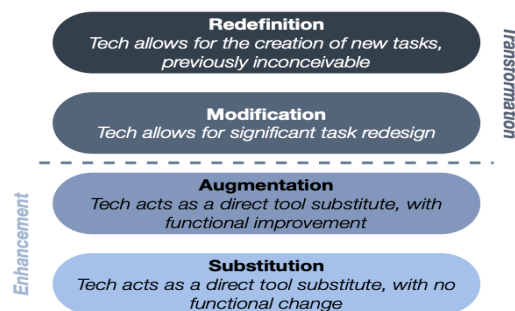 Redefinition
Tech allows for the creation of new tasks,
previously inconceivable
Transformation
Modification
Tech allows for significant task redesign
Augmentation
Tech acts as a direct tool substitute, with
functional improvement
Enhancement
Substitution
Tech acts as a direct tool substitute, with no
functional change